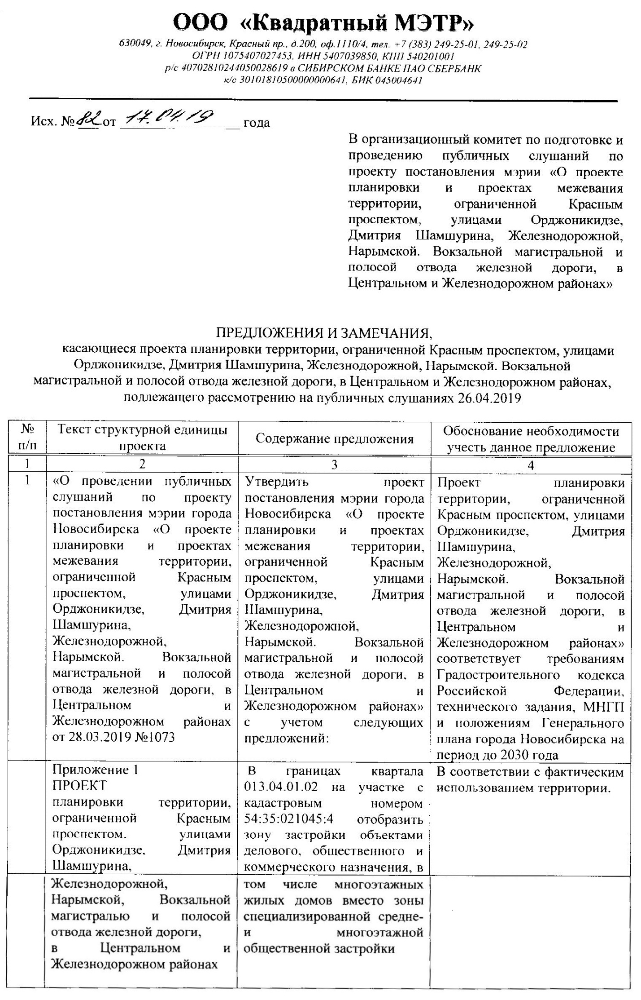 ООО «Квадратный МЭТР»
630049, г. Новосибирск, Красный пр., д.200, оф.1110/4, тел. +7 (383) 249-25-01, 249-25-02
ОГРН 1075407027453, ИНН 5407039850, КПП 540201001
р/с 40702810244050028619 в СИБИРСКОМ БАНКЕ ПАО СБЕРБАНК
к/с 30101810500000000641, БИК 045004641
Исх. № 82 от 17.04.19 года
В организационный комитет по подготовке и
проведению публичных слушаний по
проекту постановления мэрии «О проекте
планировки и проектах межевания
территории, ограниченной Красным
проспектом, улицами Орджоникидзе,
Дмитрия Шамшурина, Железнодорожной,
Нарымской. Вокзальной магистральной и
полосой отвода железной дороги, в
Центральном и Железнодорожном районах»
ПРЕДЛОЖЕНИЯ И ЗАМЕЧАНИЯ,
касающиеся проекта планировки территории, ограниченной Красным проспектом, улицами
Орджоникидзе, Дмитрия Шамшурина, Железнодорожной, Нарымской. Вокзальной
магистральной и полосой отвода железной дороги, в Центральном и Железнодорожном районах,
подлежащего рассмотрению на публичных слушаниях 26.04.2019
№
п/п
Текст структурной единицы
проекта
Содержание предложения
Обоснование необходимости
учесть данное предложение
1
2
3
4
1
«О проведении публичных
слушаний по проекту
постановления мэрии города
Новосибирска «О проекте
планировки и проектах
межевания территории,
ограниченной Красным
проспектом, улицами
Орджоникидзе, Дмитрия
Шамшурина,
Железнодорожной,
Нарымской. Вокзальной
магистральной и полосой
отвода железной дороги, в
Центральном и
Железнодорожном районах
от 28.03.2019 №1073
Утвердить проект
постановления мэрии города
Новосибирска «О проекте
планировки и проектах
межевания территории,
ограниченной Красным
проспектом, улицами
Орджоникидзе, Дмитрия
Шамшурина,
Железнодорожной,
Нарымской. Вокзальной
магистральной и полосой
отвода железной дороги, в
Центральном и
Железнодорожном районах»
с учетом следующих
предложений:
Проект планировки
территории, ограниченной
Красным проспектом, улицами
Орджоникидзе, Дмитрия
Шамшурина,
Железнодорожной,
Нарымской. Вокзальной
магистральной и полосой
отвода железной дороги, в
Центральном и
Железнодорожном районах»
соответствует требованиям
Градостроительного кодекса
Российской Федерации,
технического задания, МНГП
и положениям Генерального
плана города Новосибирска на
период до 2030 года
Приложение 1
ПРОЕКТ
планировки территории,
ограниченной Красным
проспектом, улицами
Орджоникидзе, Дмитрия
Шамшурина,
В границах квартала
013.04.01.02 на участке с
кадастровым номером
54:35:021045:4 отобразить
зону застройки объектами
делового, общественного и
коммерческого назначения, в
В соответствии с фактическим
использованием территории.
Железнодорожной,
Нарымской, Вокзальной
магистралью и полосой
отвода железной дороги,
в Центральном и
Железнодорожном районах
том числе многоэтажных
жилых домов вместо зоны
специализированной средне-
и многоэтажной
общественной застройки